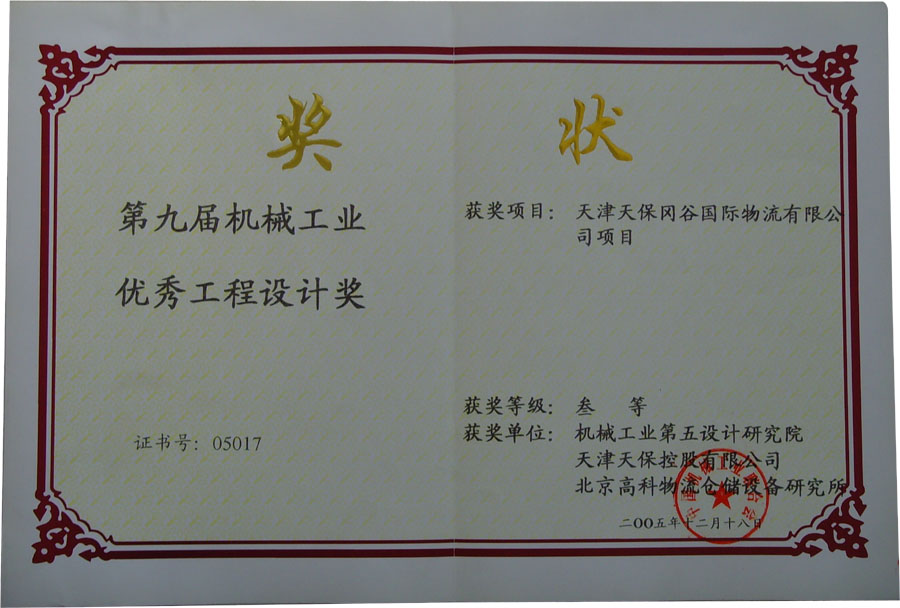 奖状
第九届机械工业
优秀工程设计奖
证书号：05017
获奖项目：天津天保冈谷国际物流有限公
司项目
获奖等级：叁 等
获奖单位：机械工业第五设计研究院
天津天保控股有限公司
北京高科物流仓储设备研究所
二OO五年十二月十八日